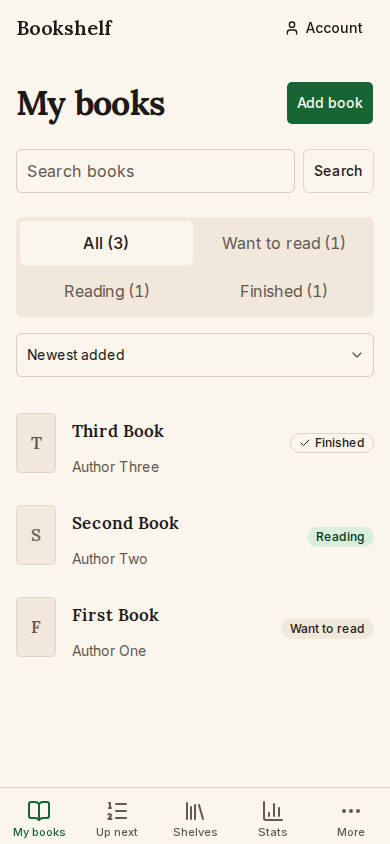 Bookshelf
Account
My books
Add book
Search books
Search
All (3)
Want to read (1)
Reading (1)
Finished (1)
Newest added
T
Third Book
Author Three
Finished
S
Second Book
Author Two
Reading
F
First Book
Author One
Want to read
My books
Up next
Shelves
Stats
More